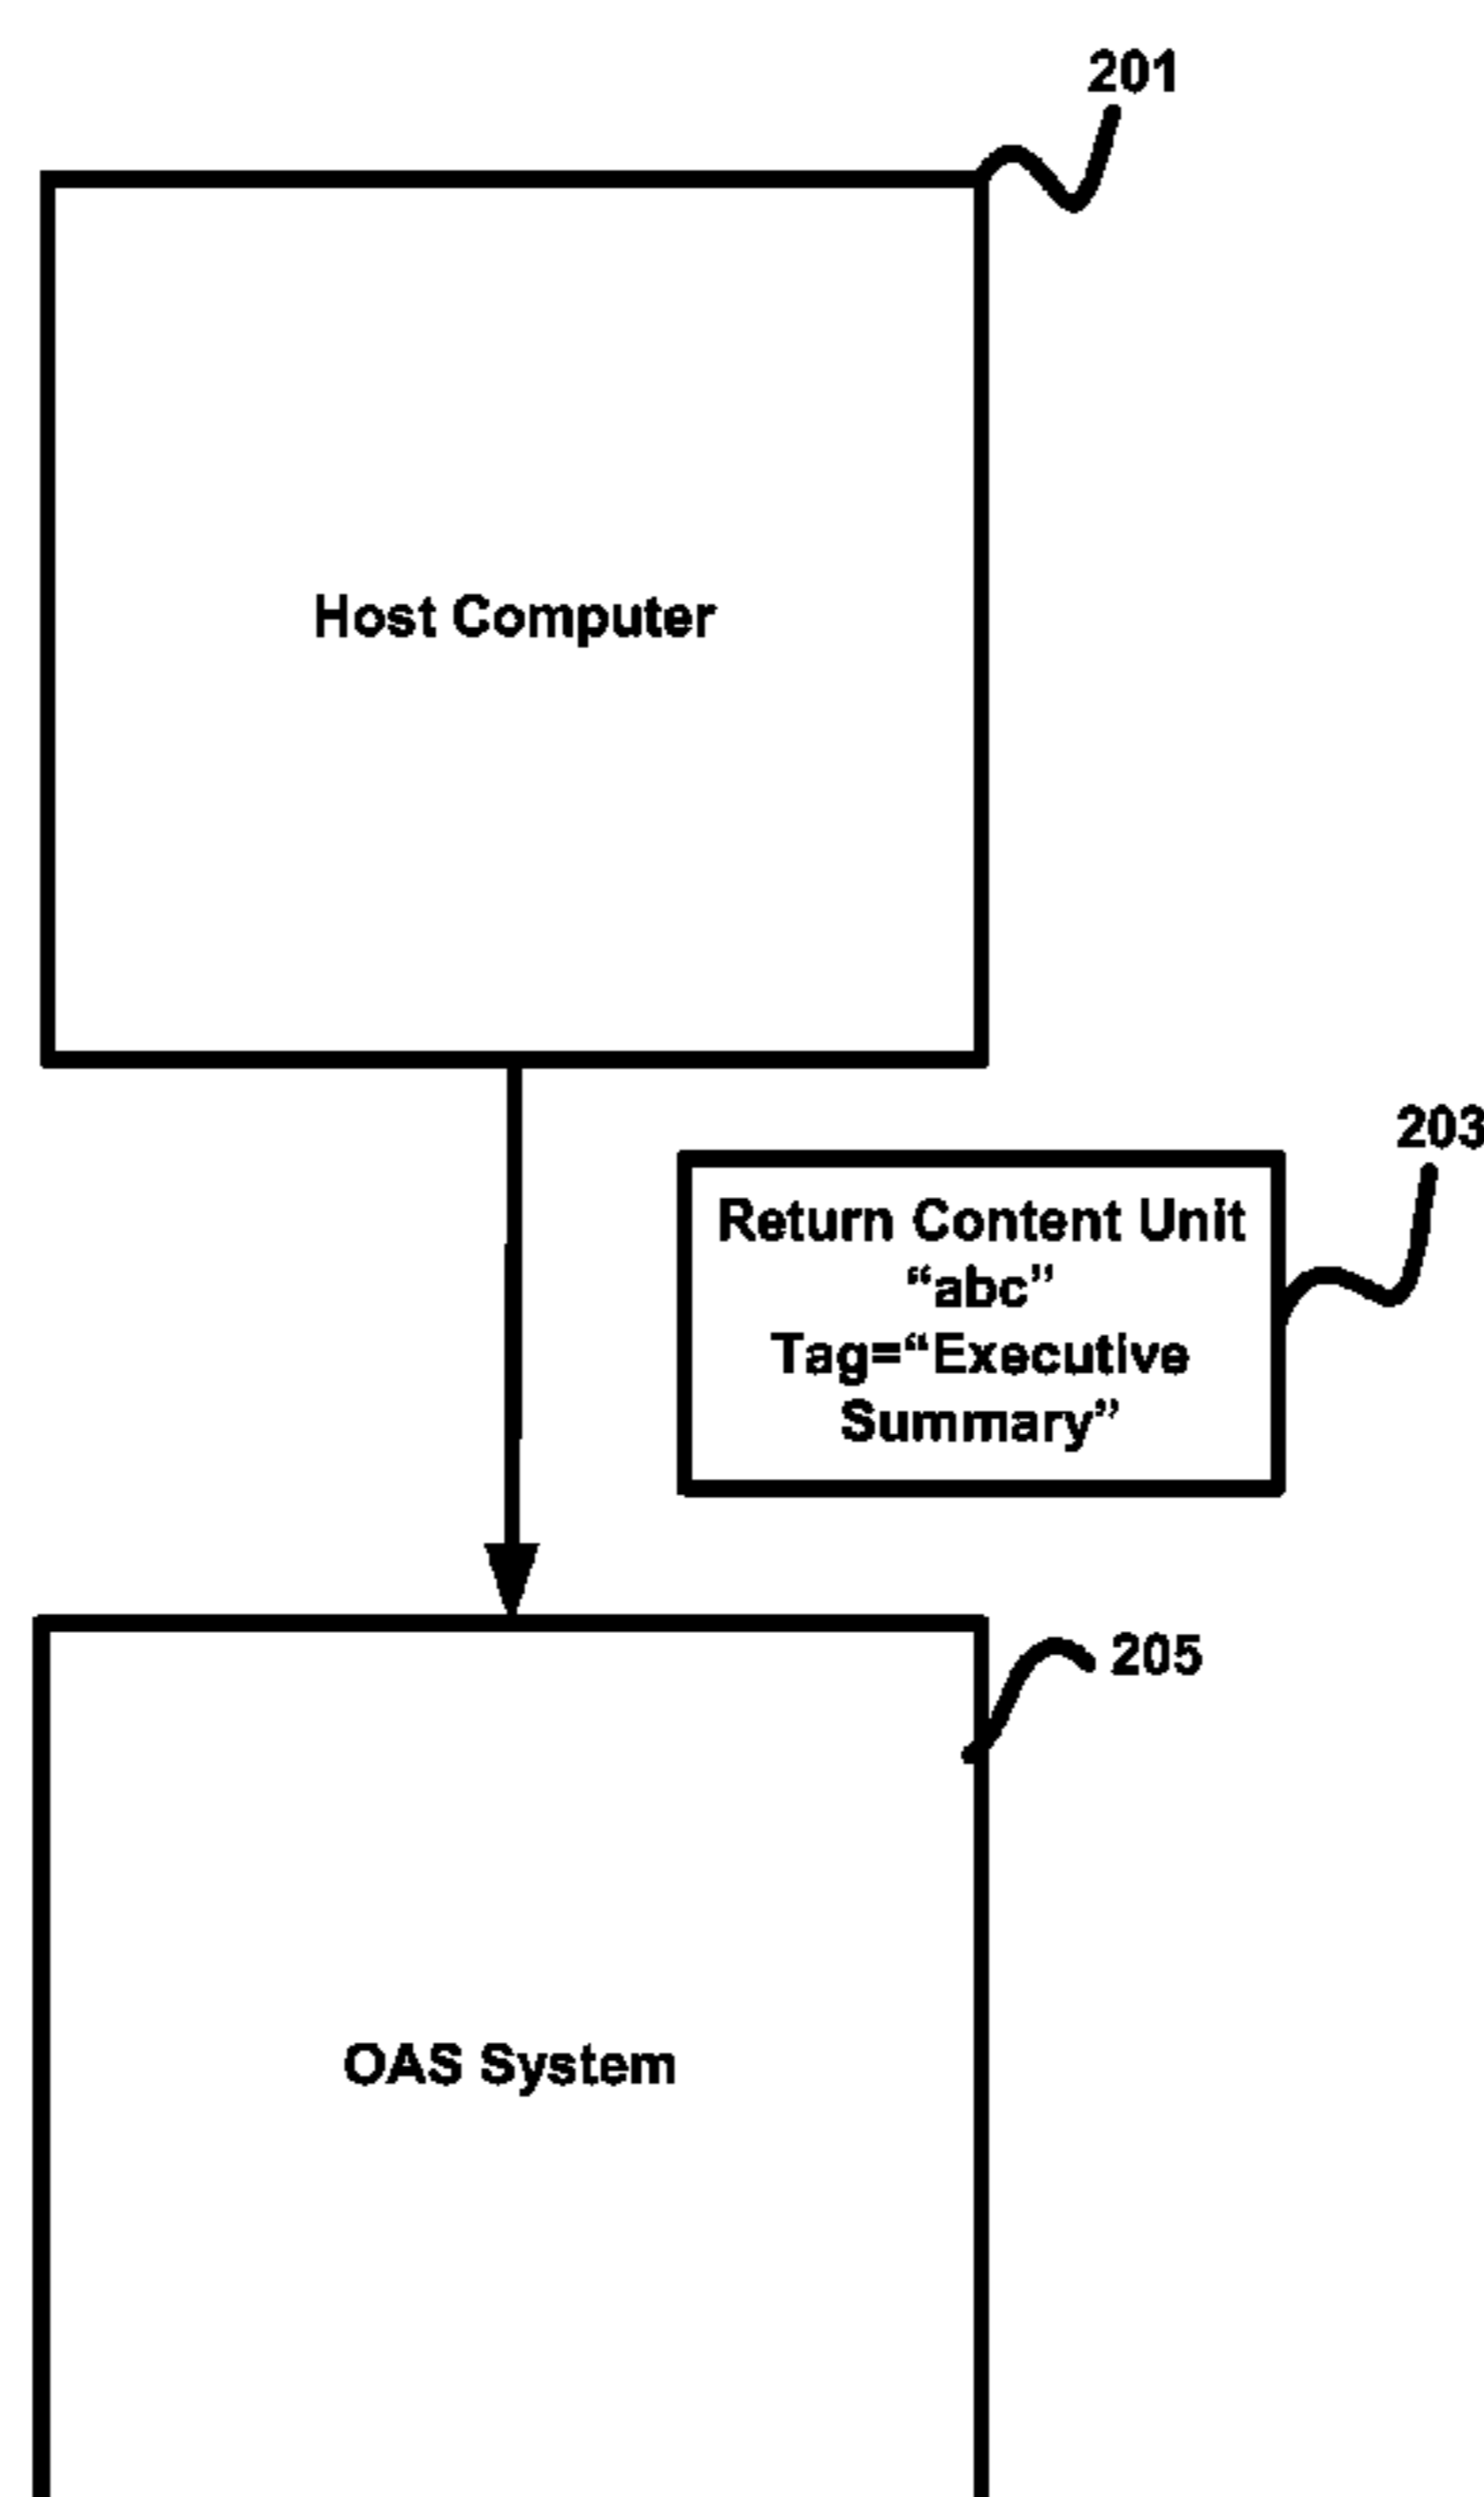 201
Host Computer
203
Return Content Unit
“abc”
Tag=“Executive
Summary”
205
OAS System